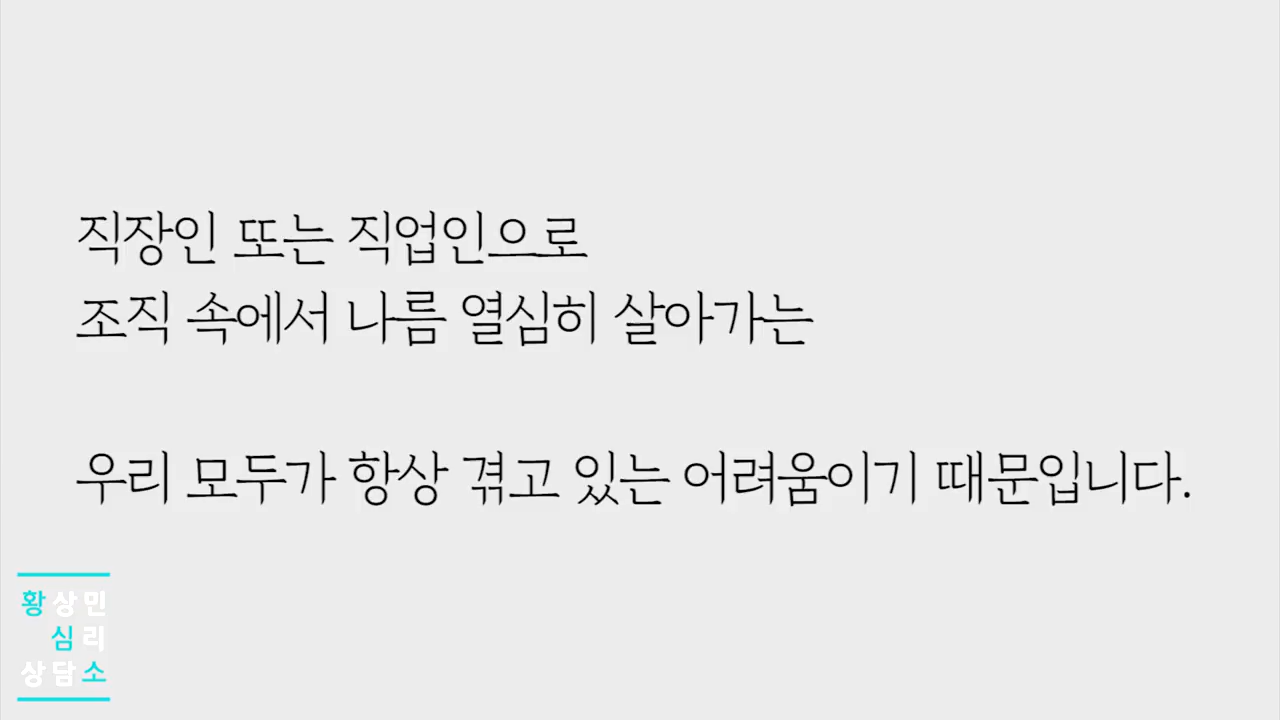 직장인 또는 직업인으로
조직 속에서 나름 열심히 살아가는
우리 모두가 항상 겪고 있는 어려움이기 때문입니다.
황상민
심리
상담소